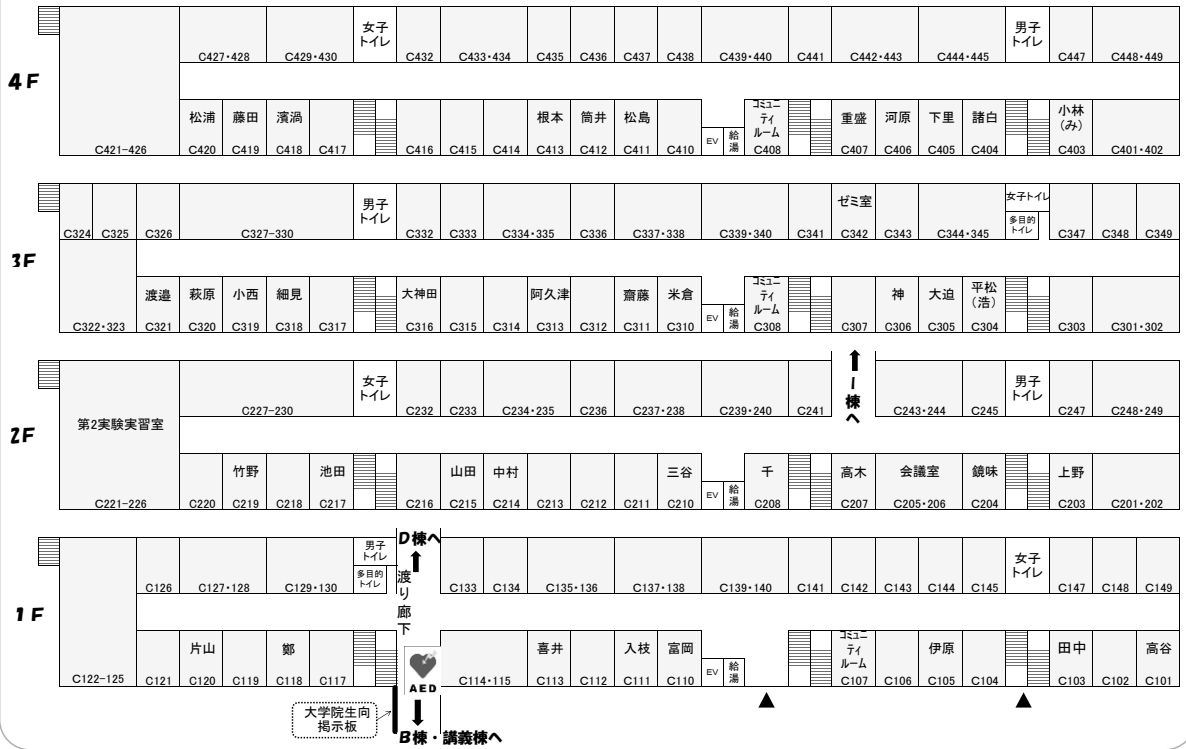 4F
女子
トイレ
男子
トイレ
C427・428
C429・430
C432
C433・434
C435
C436
C437
C438
C439・440
C441
C442・443
C444・445
C447
C448・449
松浦
藤田
濱渦
根本
筒井
松島
コミュニ
ティ
ルーム
重盛
河原
下里
諸白
小林
(み)
EV
給
湯
C421-426
C420
C419
C418
C417
C416
C415
C414
C413
C412
C411
C410
C408
C407
C406
C405
C404
C403
C401・402
3F
男子
トイレ
ゼミ室
女子トイレ
多目的
トイレ
C324
C325
C326
C327-330
C332
C333
C334・335
C336
C337・338
C339・340
C341
C342
C343
C344・345
C347
C348
C349
渡邉
萩原
小西
細見
大神田
阿久津
齋藤
米倉
コミュニ
ティ
ルーム
神
大迫
平松
(浩)
EV
給
湯
C322・323
C321
C320
C319
C318
C317
C316
C315
C314
C313
C312
C311
C310
C308
C307
C306
C305
C304
C303
C301・302
2F
第2実験実習室
女子
トイレ
I棟へ
男子
トイレ
C227-230
C232
C233
C234・235
C236
C237・238
C239・240
C241
C243・244
C245
C247
C248・249
竹野
池田
山田
中村
三谷
千
高木
会議室
鏡味
上野
EV
給
湯
C221-226
C220
C219
C218
C217
C216
C215
C214
C213
C212
C211
C210
C208
C207
C205・206
C204
C203
C201・202
1F
男子
トイレ
多目的
トイレ
D棟へ
渡り廊下
女子
トイレ
C126
C127・128
C129・130
C133
C134
C135・136
C137・138
C139・140
C141
C142
C143
C144
C145
C147
C148
C149
片山
鄭
喜井
入枝
富岡
コミュニ
ティ
ルーム
伊原
田中
高谷
EV
給
湯
C122-125
C121
C120
C119
C118
C117
AED
C114・115
C113
C112
C111
C110
C107
C106
C105
C104
C103
C102
C101
大学院生向
掲示板
B棟・講義棟へ